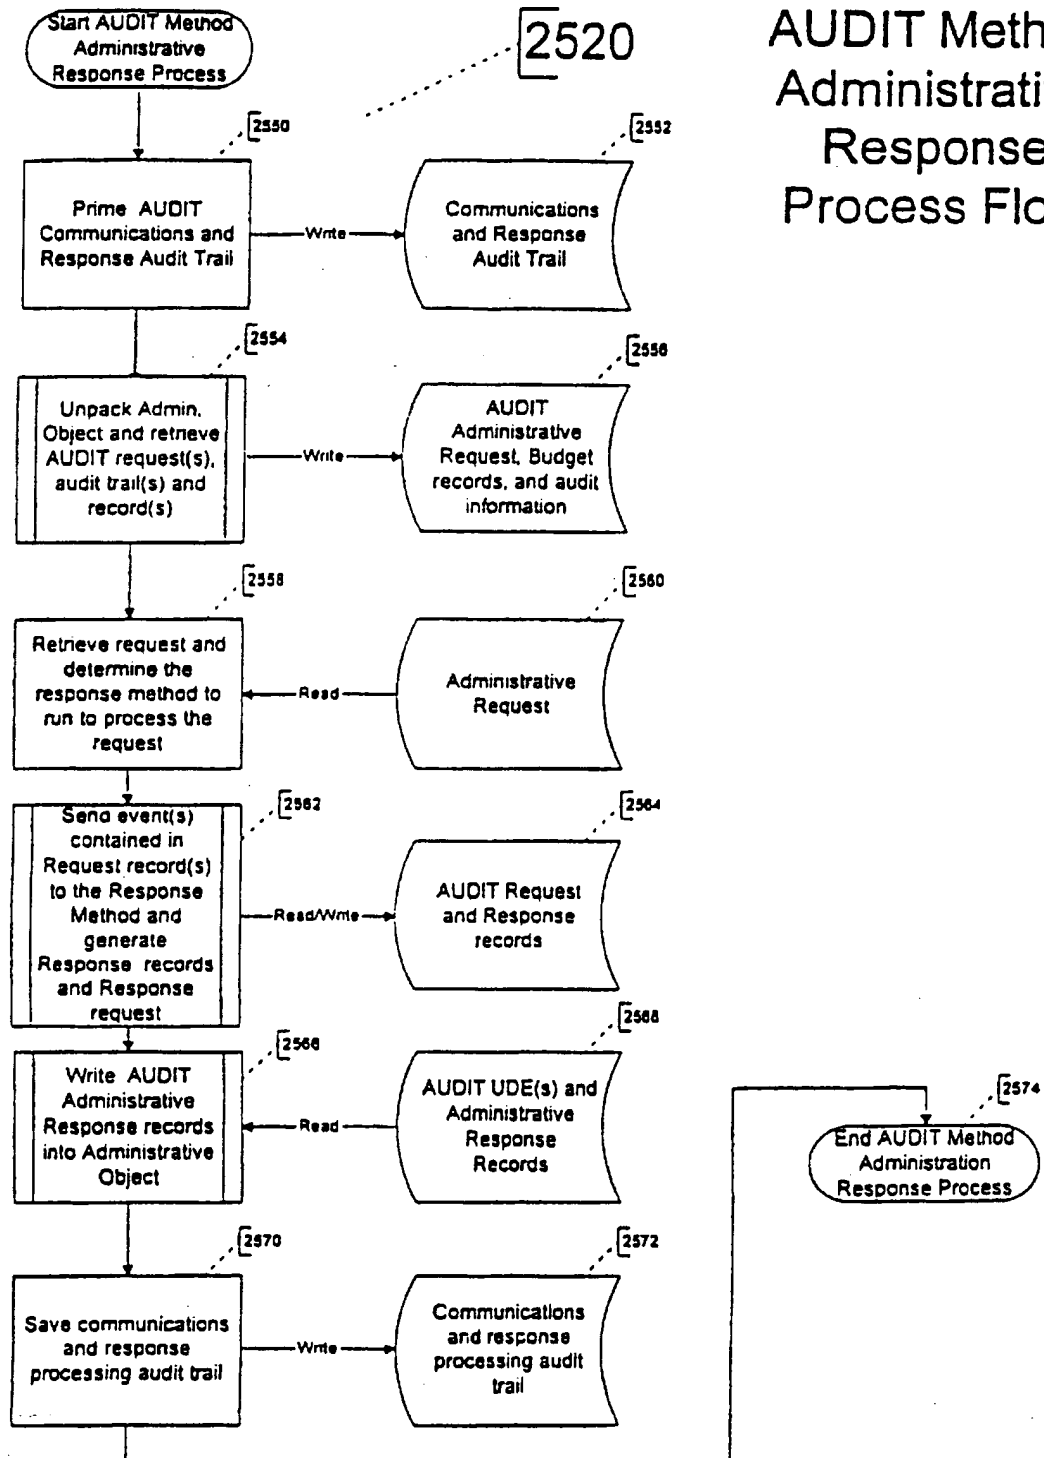 Start AUDIT Method
Administrative
Response Process
2520
AUDIT Meth
Administrati
Response
Process Flo
2550
Prime AUDIT
Communications and
Response Audit Trail
Write
2552
Communications
and Response
Audit Trail
2554
Unpack Admin.
Object and retrieve
AUDIT request(s),
audit trail(s) and
record(s)
Write
2556
AUDIT
Administrative
Request, Budget
records, and audit
information
2558
Retrieve request and
determine the
response method to
run to process the
request
Read
2560
Administrative
Request
2562
Send event(s)
contained in
Request record(s)
to the Response
Method and
generate
Response records
and Response
request
Read/Write
2564
AUDIT Request
and Response
records
2566
Write AUDIT
Administrative
Response records
into Administrative
Object
Read
2568
AUDIT UDE(s) and
Administrative
Response
Records
2570
Save communications
and response
processing audit trail
Write
2572
Communications
and response
processing audit
trail
2574
End AUDIT Method
Administration
Response Process